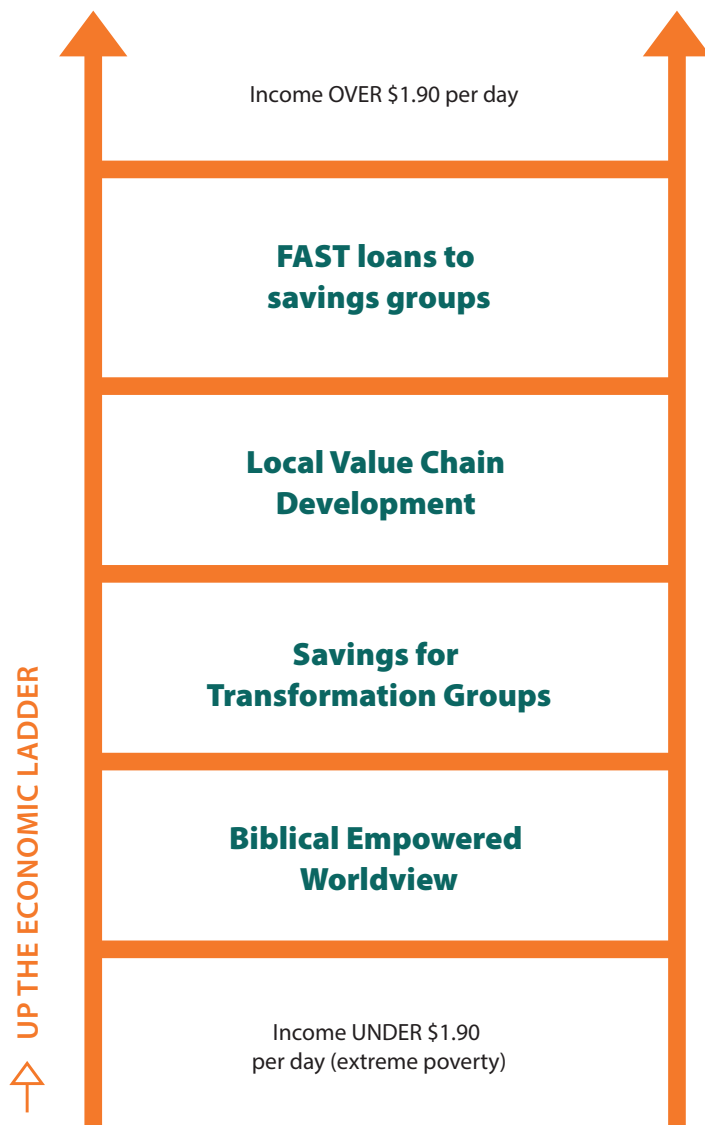 Income OVER $1.90 per day
FAST loans to
savings groups
Local Value Chain
Development
Savings for
Transformation Groups
Biblical Empowered
Worldview
Income UNDER $1.90
per day (extreme poverty)
UP THE ECONOMIC LADDER